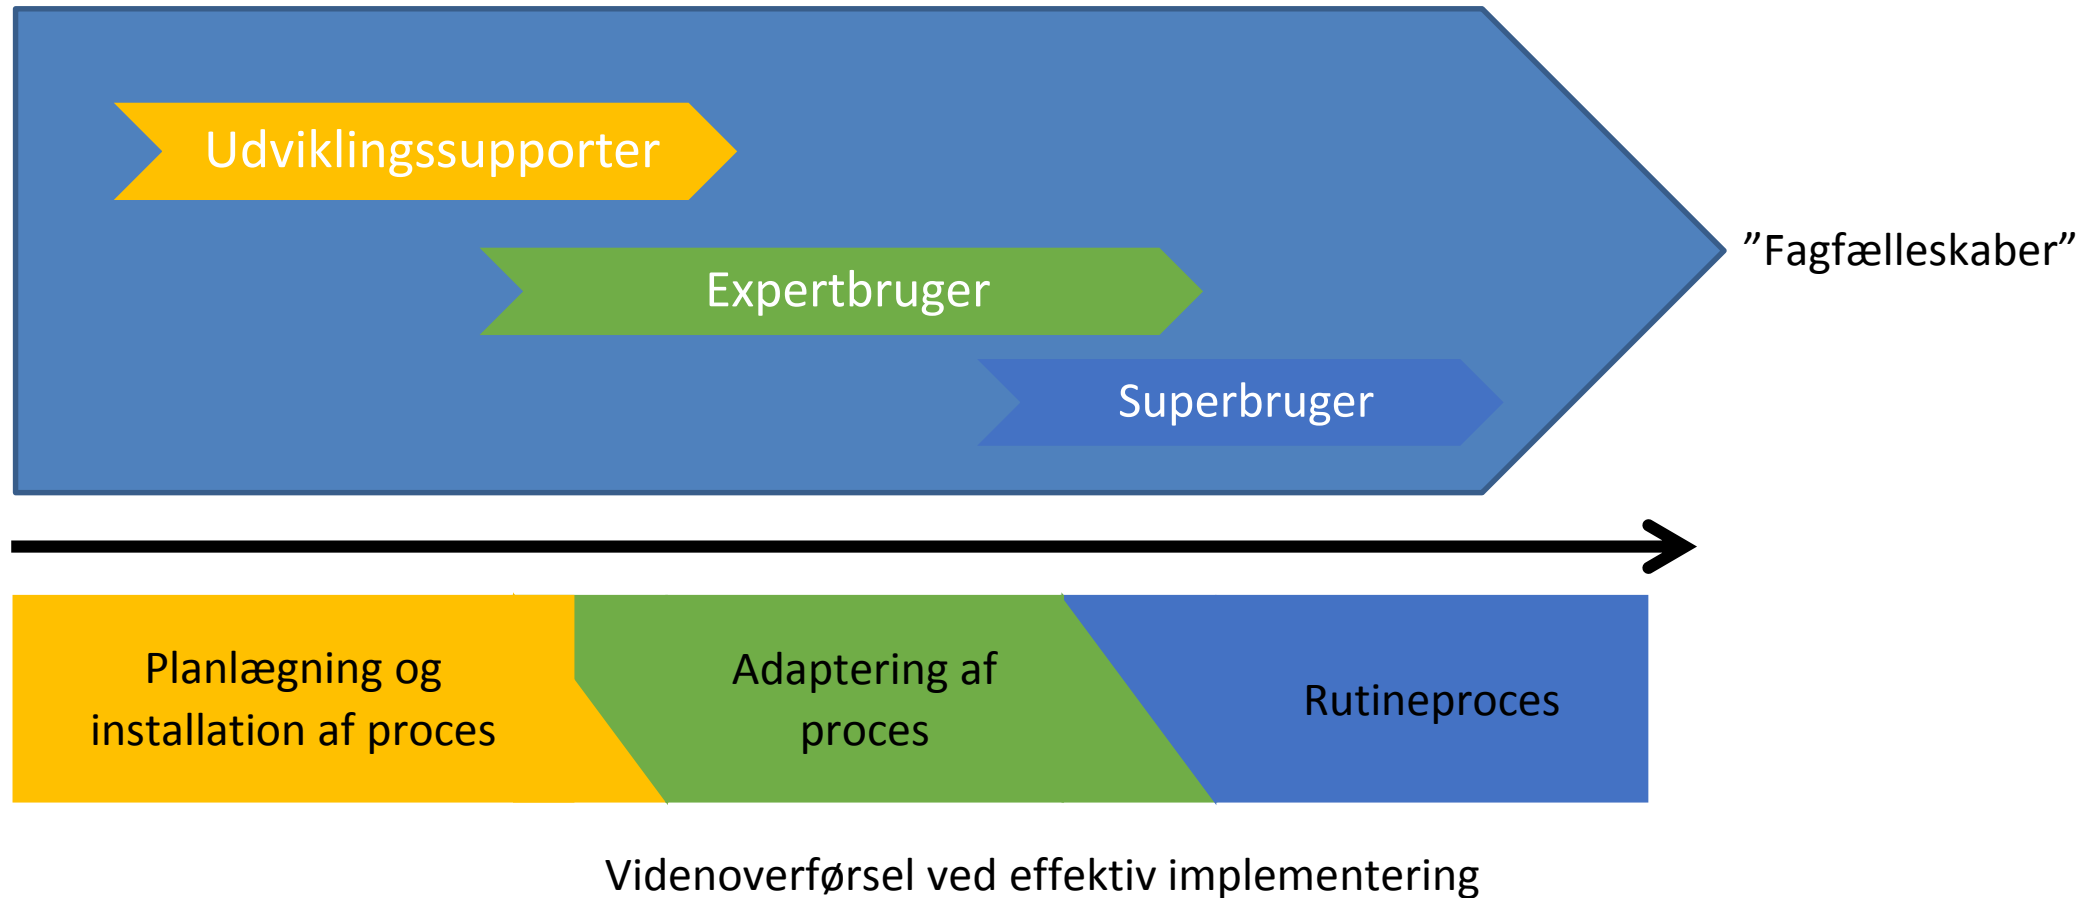 Udviklingssupporter
”Fagfælleskaber”
Expertbruger
Superbruger
Planlægning og
installation af proces
Adaptering af
proces
Rutineproces
Videnoverførsel ved effektiv implementering